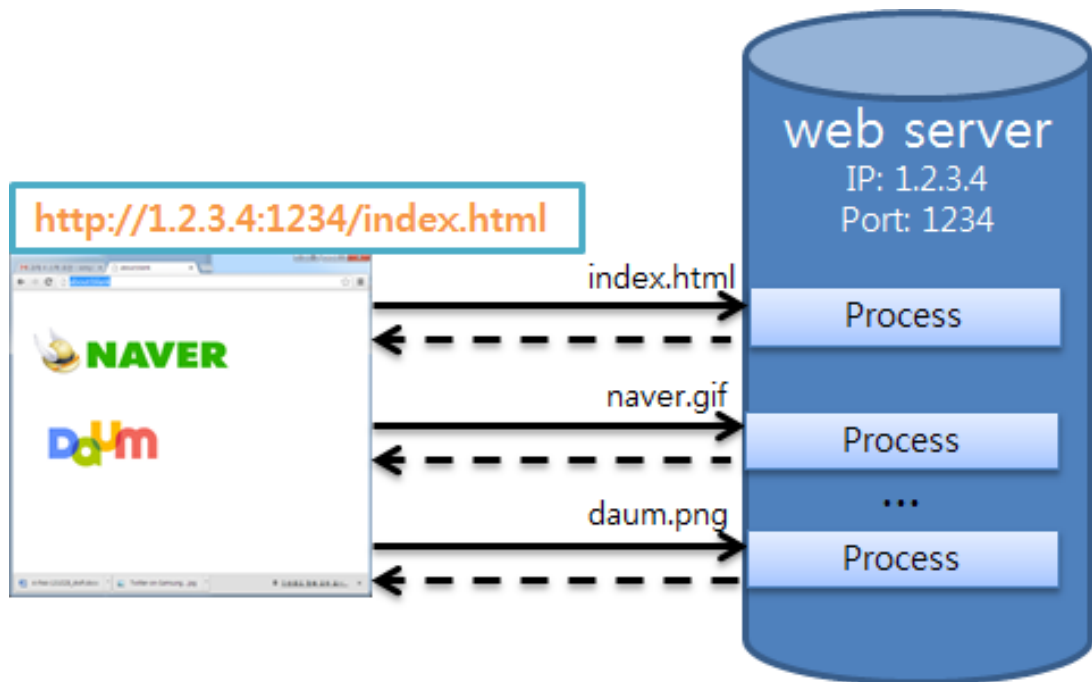 web server
IP: 1.2.3.4
Port: 1234
http://1.2.3.4:1234/index.html
index.html
Process
NAVER
naver.gif
Daum
Process
...
daum.png
Process